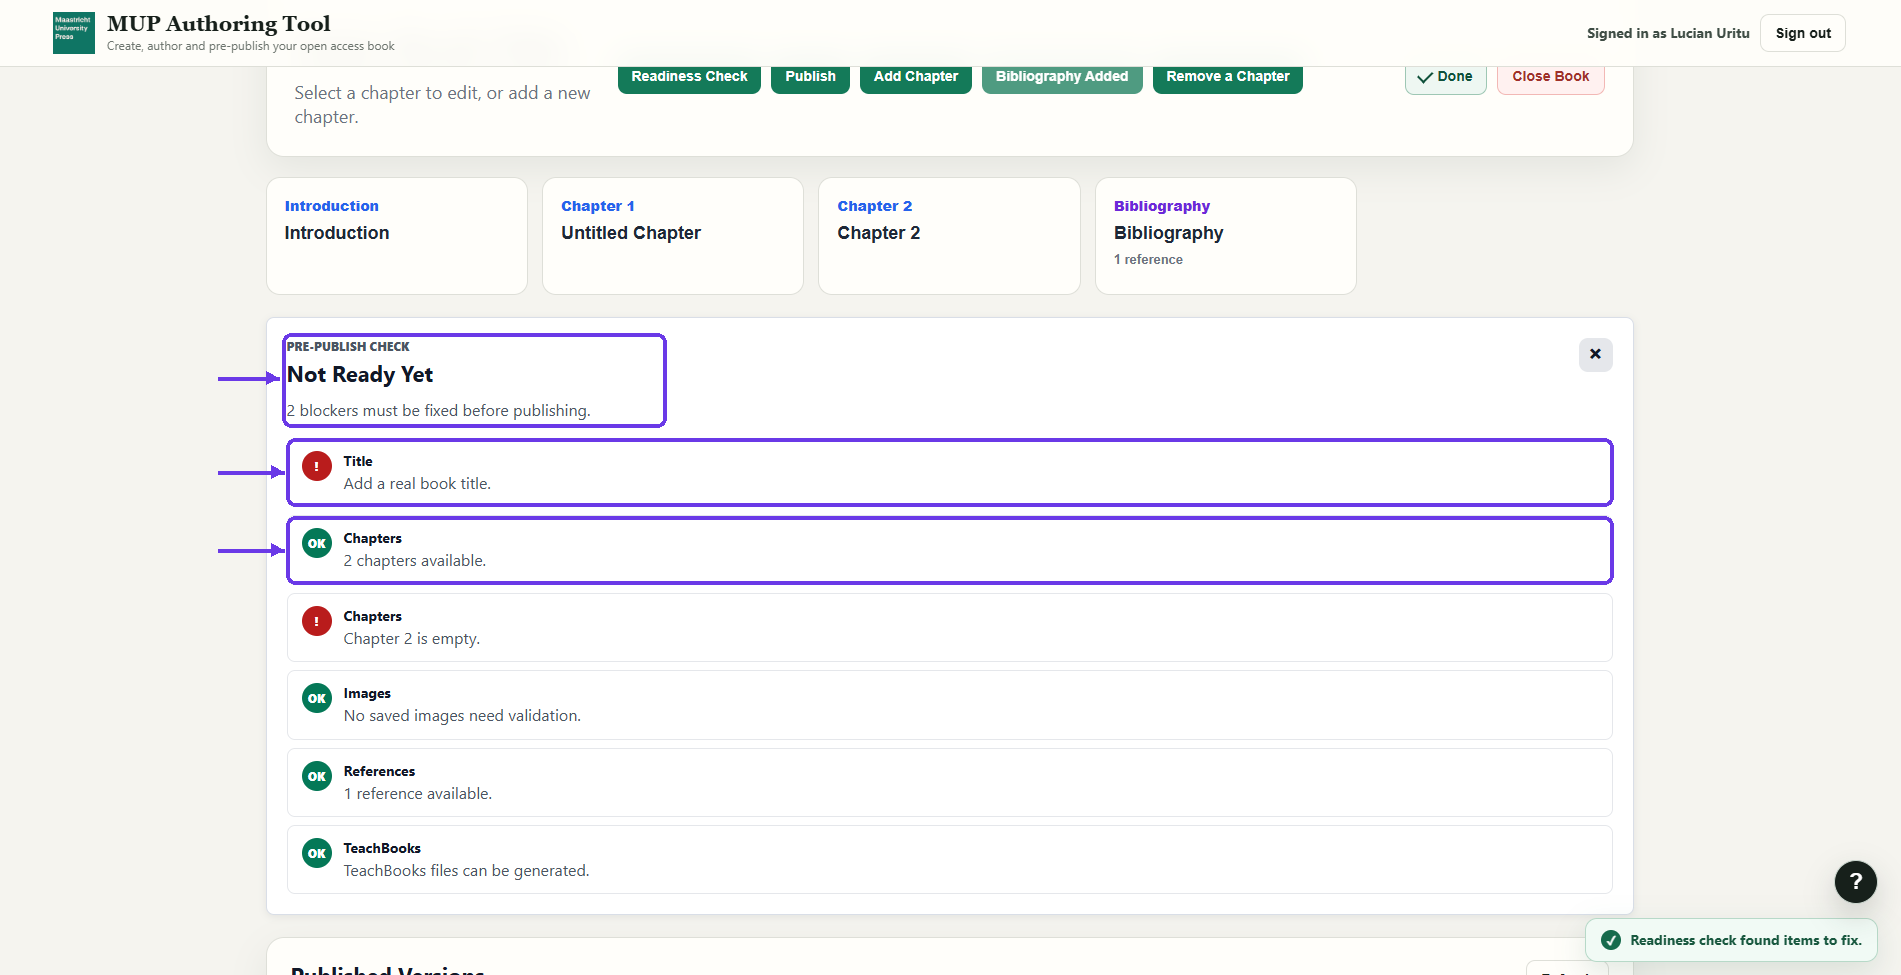 Maastricht
University
Press
MUP Authoring Tool
Create, author and pre-publish your open access book
Signed in as Lucian Uritu
Sign out
Select a chapter to edit, or add a new
chapter.
Readiness Check
Publish
Add Chapter
Bibliography Added
Remove a Chapter
Done
Close Book
Introduction
Introduction
Chapter 1
Untitled Chapter
Chapter 2
Chapter 2
Bibliography
Bibliography
1 reference
PRE-PUBLISH CHECK
Not Ready Yet
2 blockers must be fixed before publishing.
!
Title
Add a real book title.
OK
Chapters
2 chapters available.
!
Chapters
Chapter 2 is empty.
OK
Images
No saved images need validation.
OK
References
1 reference available.
OK
TeachBooks
TeachBooks files can be generated.
?
Readiness check found items to fix.
Published Versions